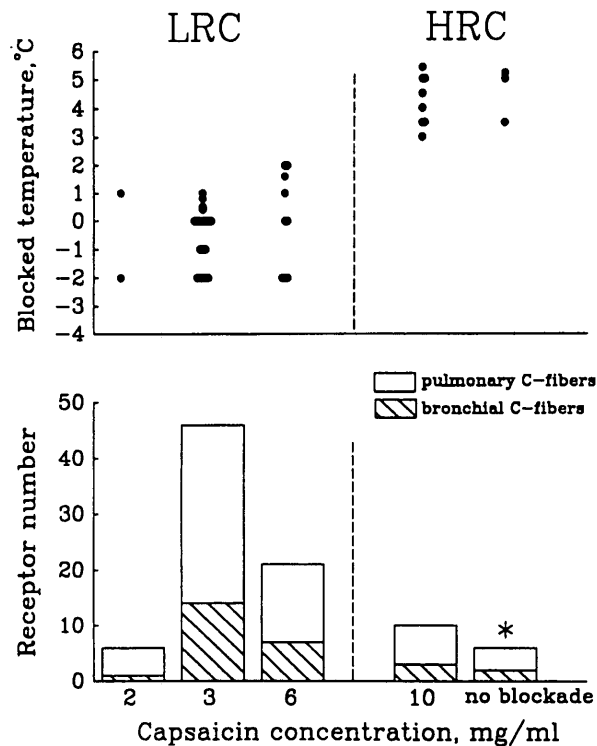 LRC
HRC
Blocked temperature,°C
6
5
4
3
2
1
0
−1
−2
−3
−4
pulmonary C−fibers
bronchial C−fibers
Receptor number
50
40
30
20
10
0
*
2 3 6 10 no blockade
Capsaicin concentration, mg/ml